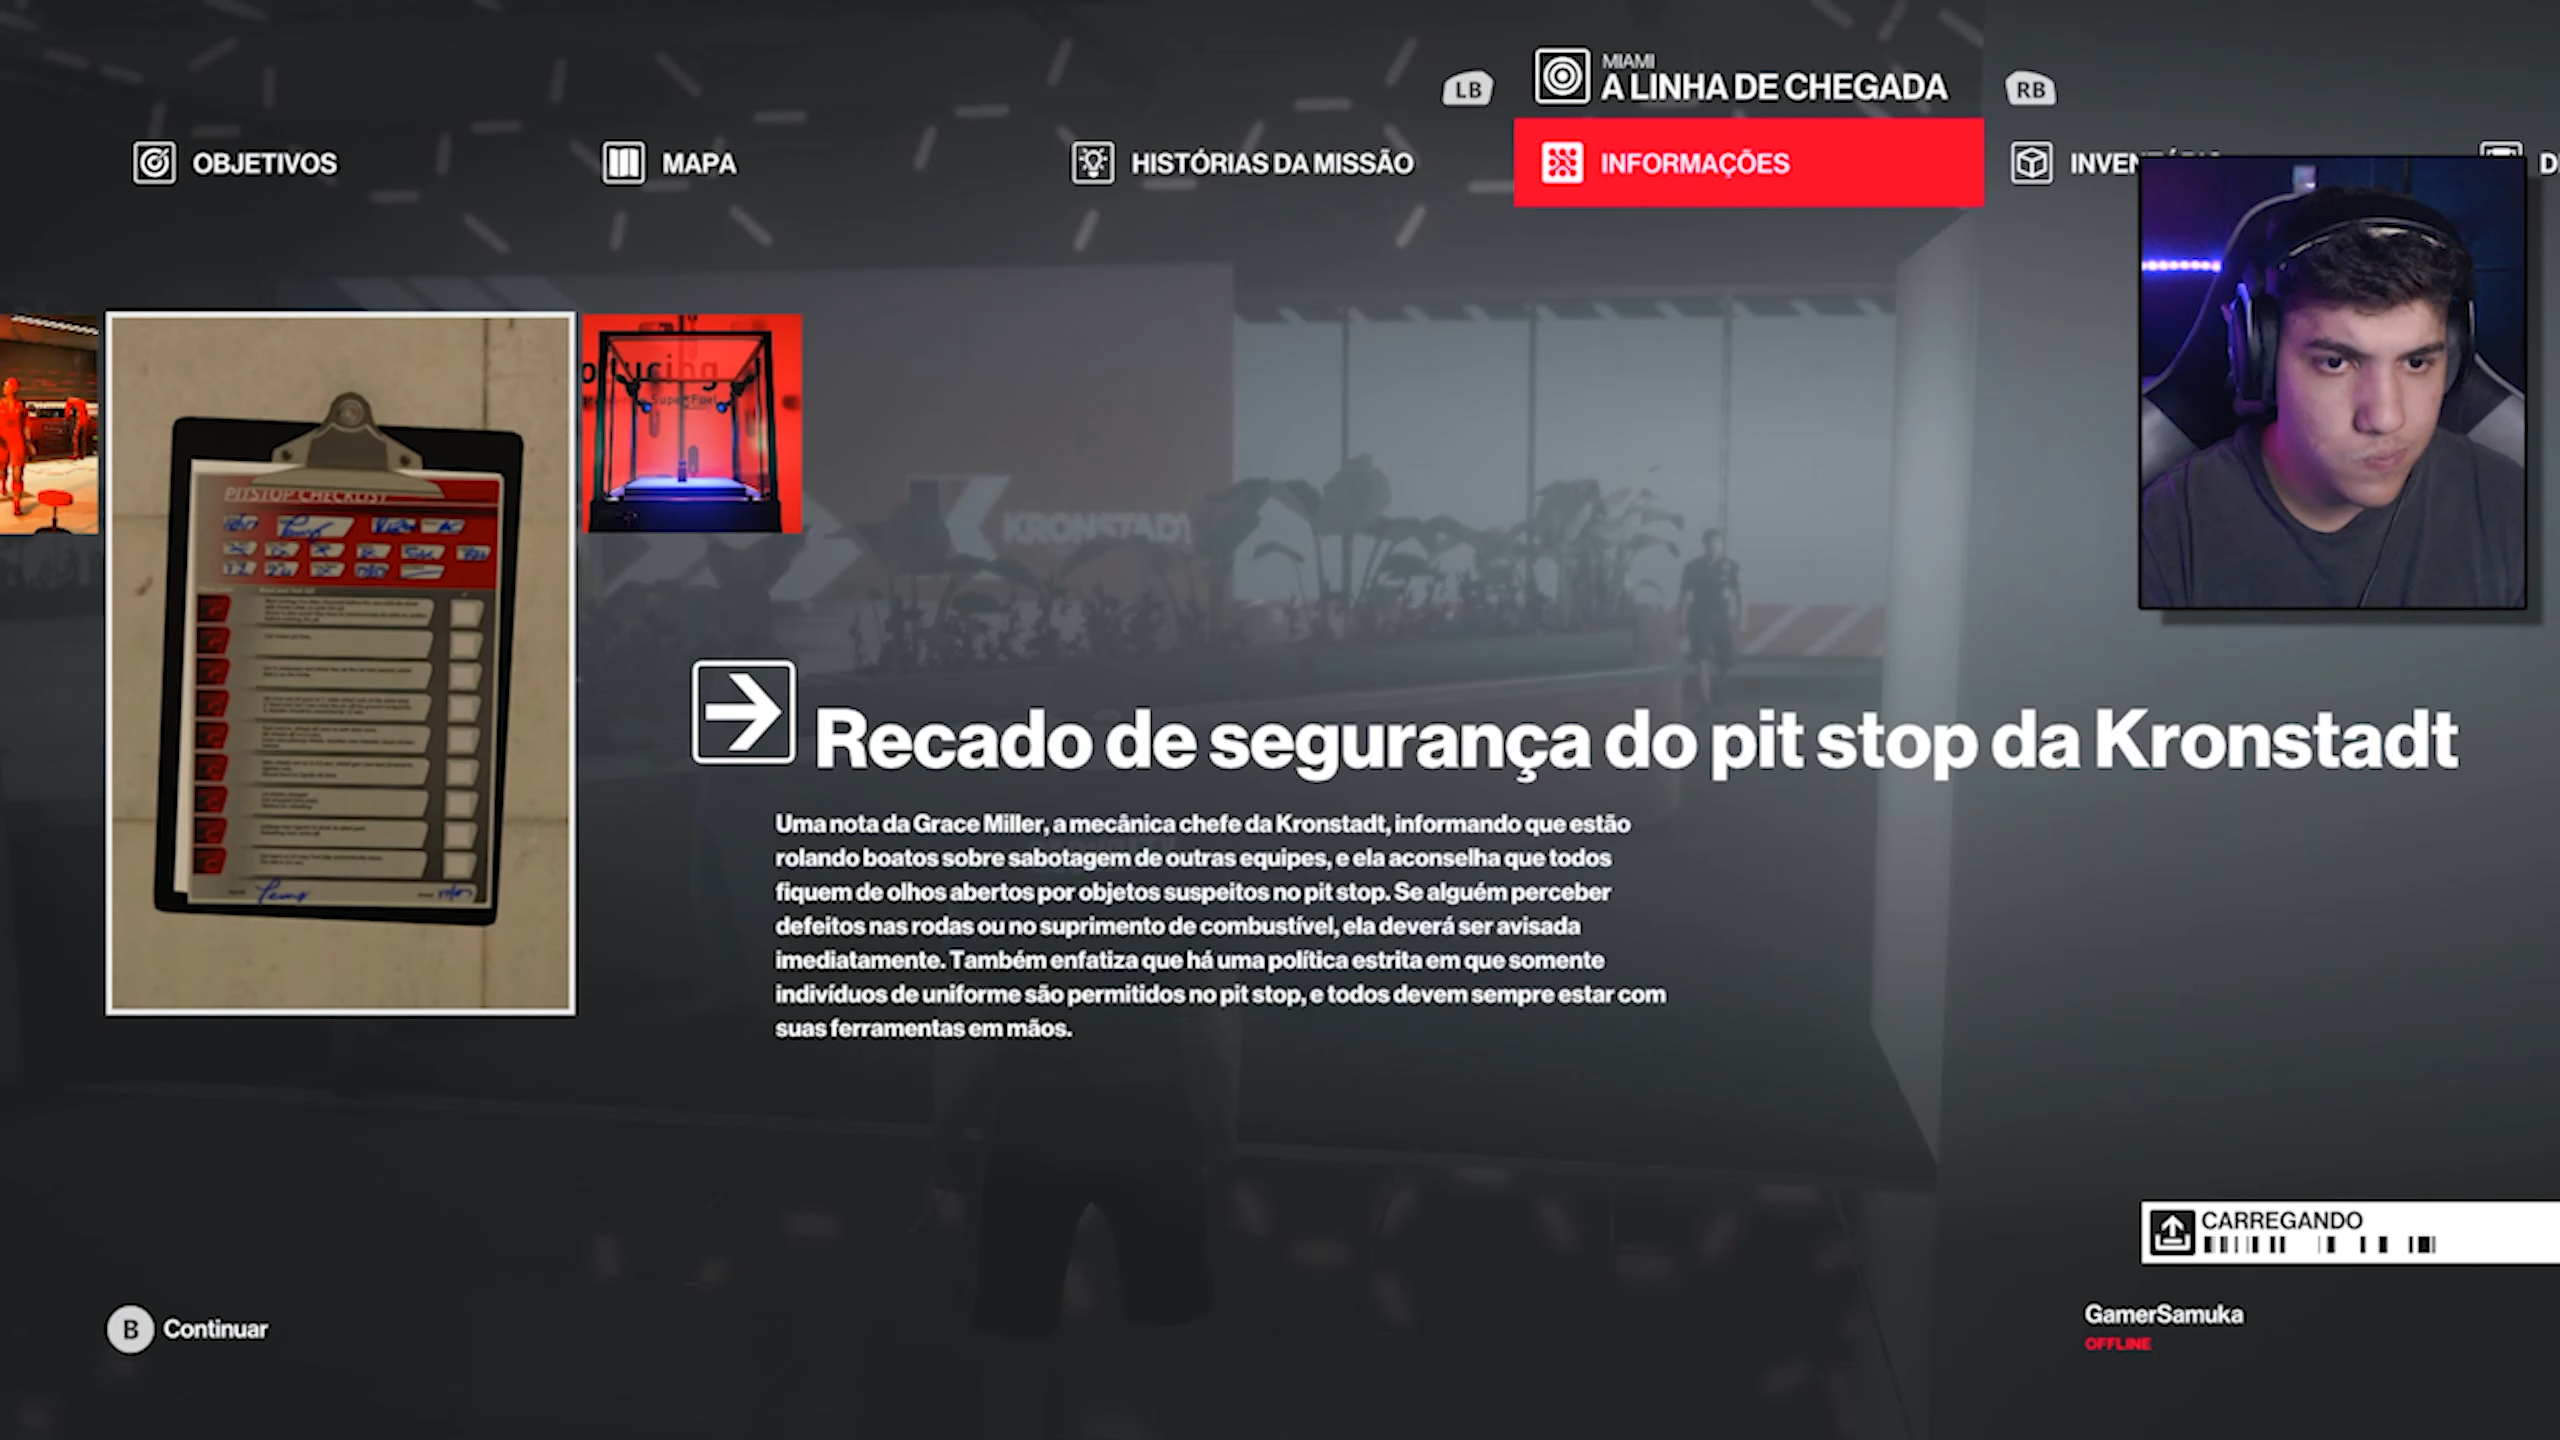 MIAMI
LB
A LINHA DE CHEGADA
RB
OBJETIVOS
MAPA
HISTÓRIAS DA MISSÃO
INFORMAÇÕES
PITSTOP CHECKLIST
SuperFuel
KRONSTADT
Recado de segurança do pit stop da Kronstadt
Uma nota da Grace Miller, a mecânica chefe da Kronstadt, informando que estão
rolando boatos sobre sabotagem de outras equipes, e ela aconselha que todos
fiquem de olhos abertos por objetos suspeitos no pit stop. Se alguém perceber
defeitos nas rodas ou no suprimento de combustível, ela deverá ser avisada
imediatamente. Também enfatiza que há uma política estrita em que somente
indivíduos de uniforme são permitidos no pit stop, e todos devem sempre estar com
suas ferramentas em mãos.
CARREGANDO
B Continuar
GamerSamuka
OFFLINE